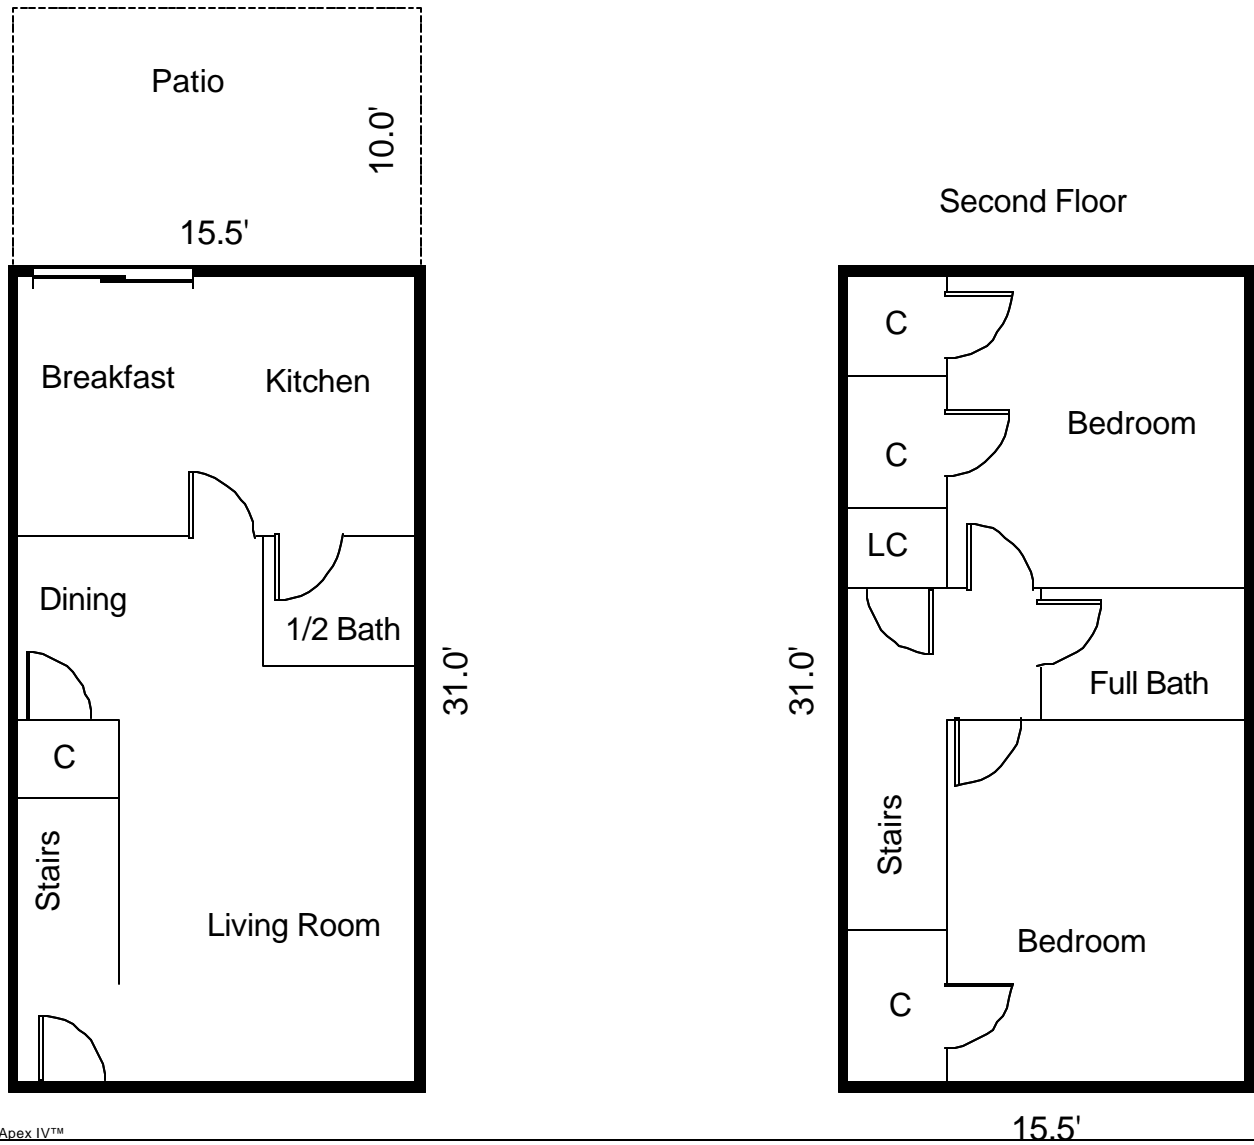 Patio
10.0'
15.5'
Breakfast
Kitchen
Dining
1/2 Bath
31.0'
C
Stairs
Living Room
Second Floor
C
C
Bedroom
LC
31.0'
Full Bath
Stairs
Bedroom
C
15.5'
Apex IV™